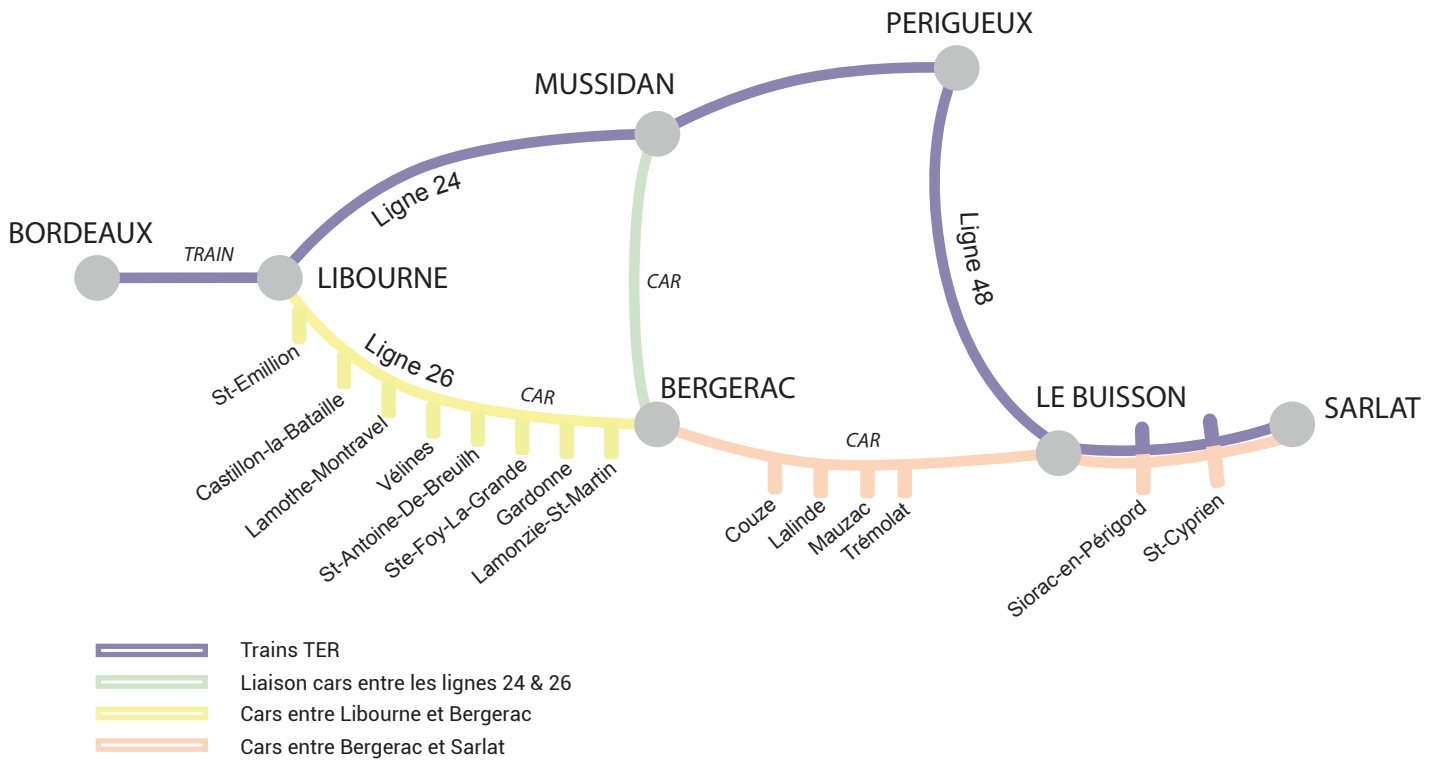 PERIGUEUX
MUSSIDAN
Ligne 24
BORDEAUX
TRAIN
LIBOURNE
CAR
Ligne 48
St-Emillion
Ligne 26
CAR
BERGERAC
LE BUISSON
SARLAT
Castillon-la-Bataille
Lamothe-Montravel
Vélines
St-Antoine-De-Breuilh
Ste-Foy-La-Grande
Gardonne
Lamonzie-St-Martin
CAR
Couze
Lalinde
Mauzac
Trémolat
Siorac-en-Périgord
St-Cyprien
Trains TER
Liaison cars entre les lignes 24 & 26
Cars entre Libourne et Bergerac
Cars entre Bergerac et Sarlat